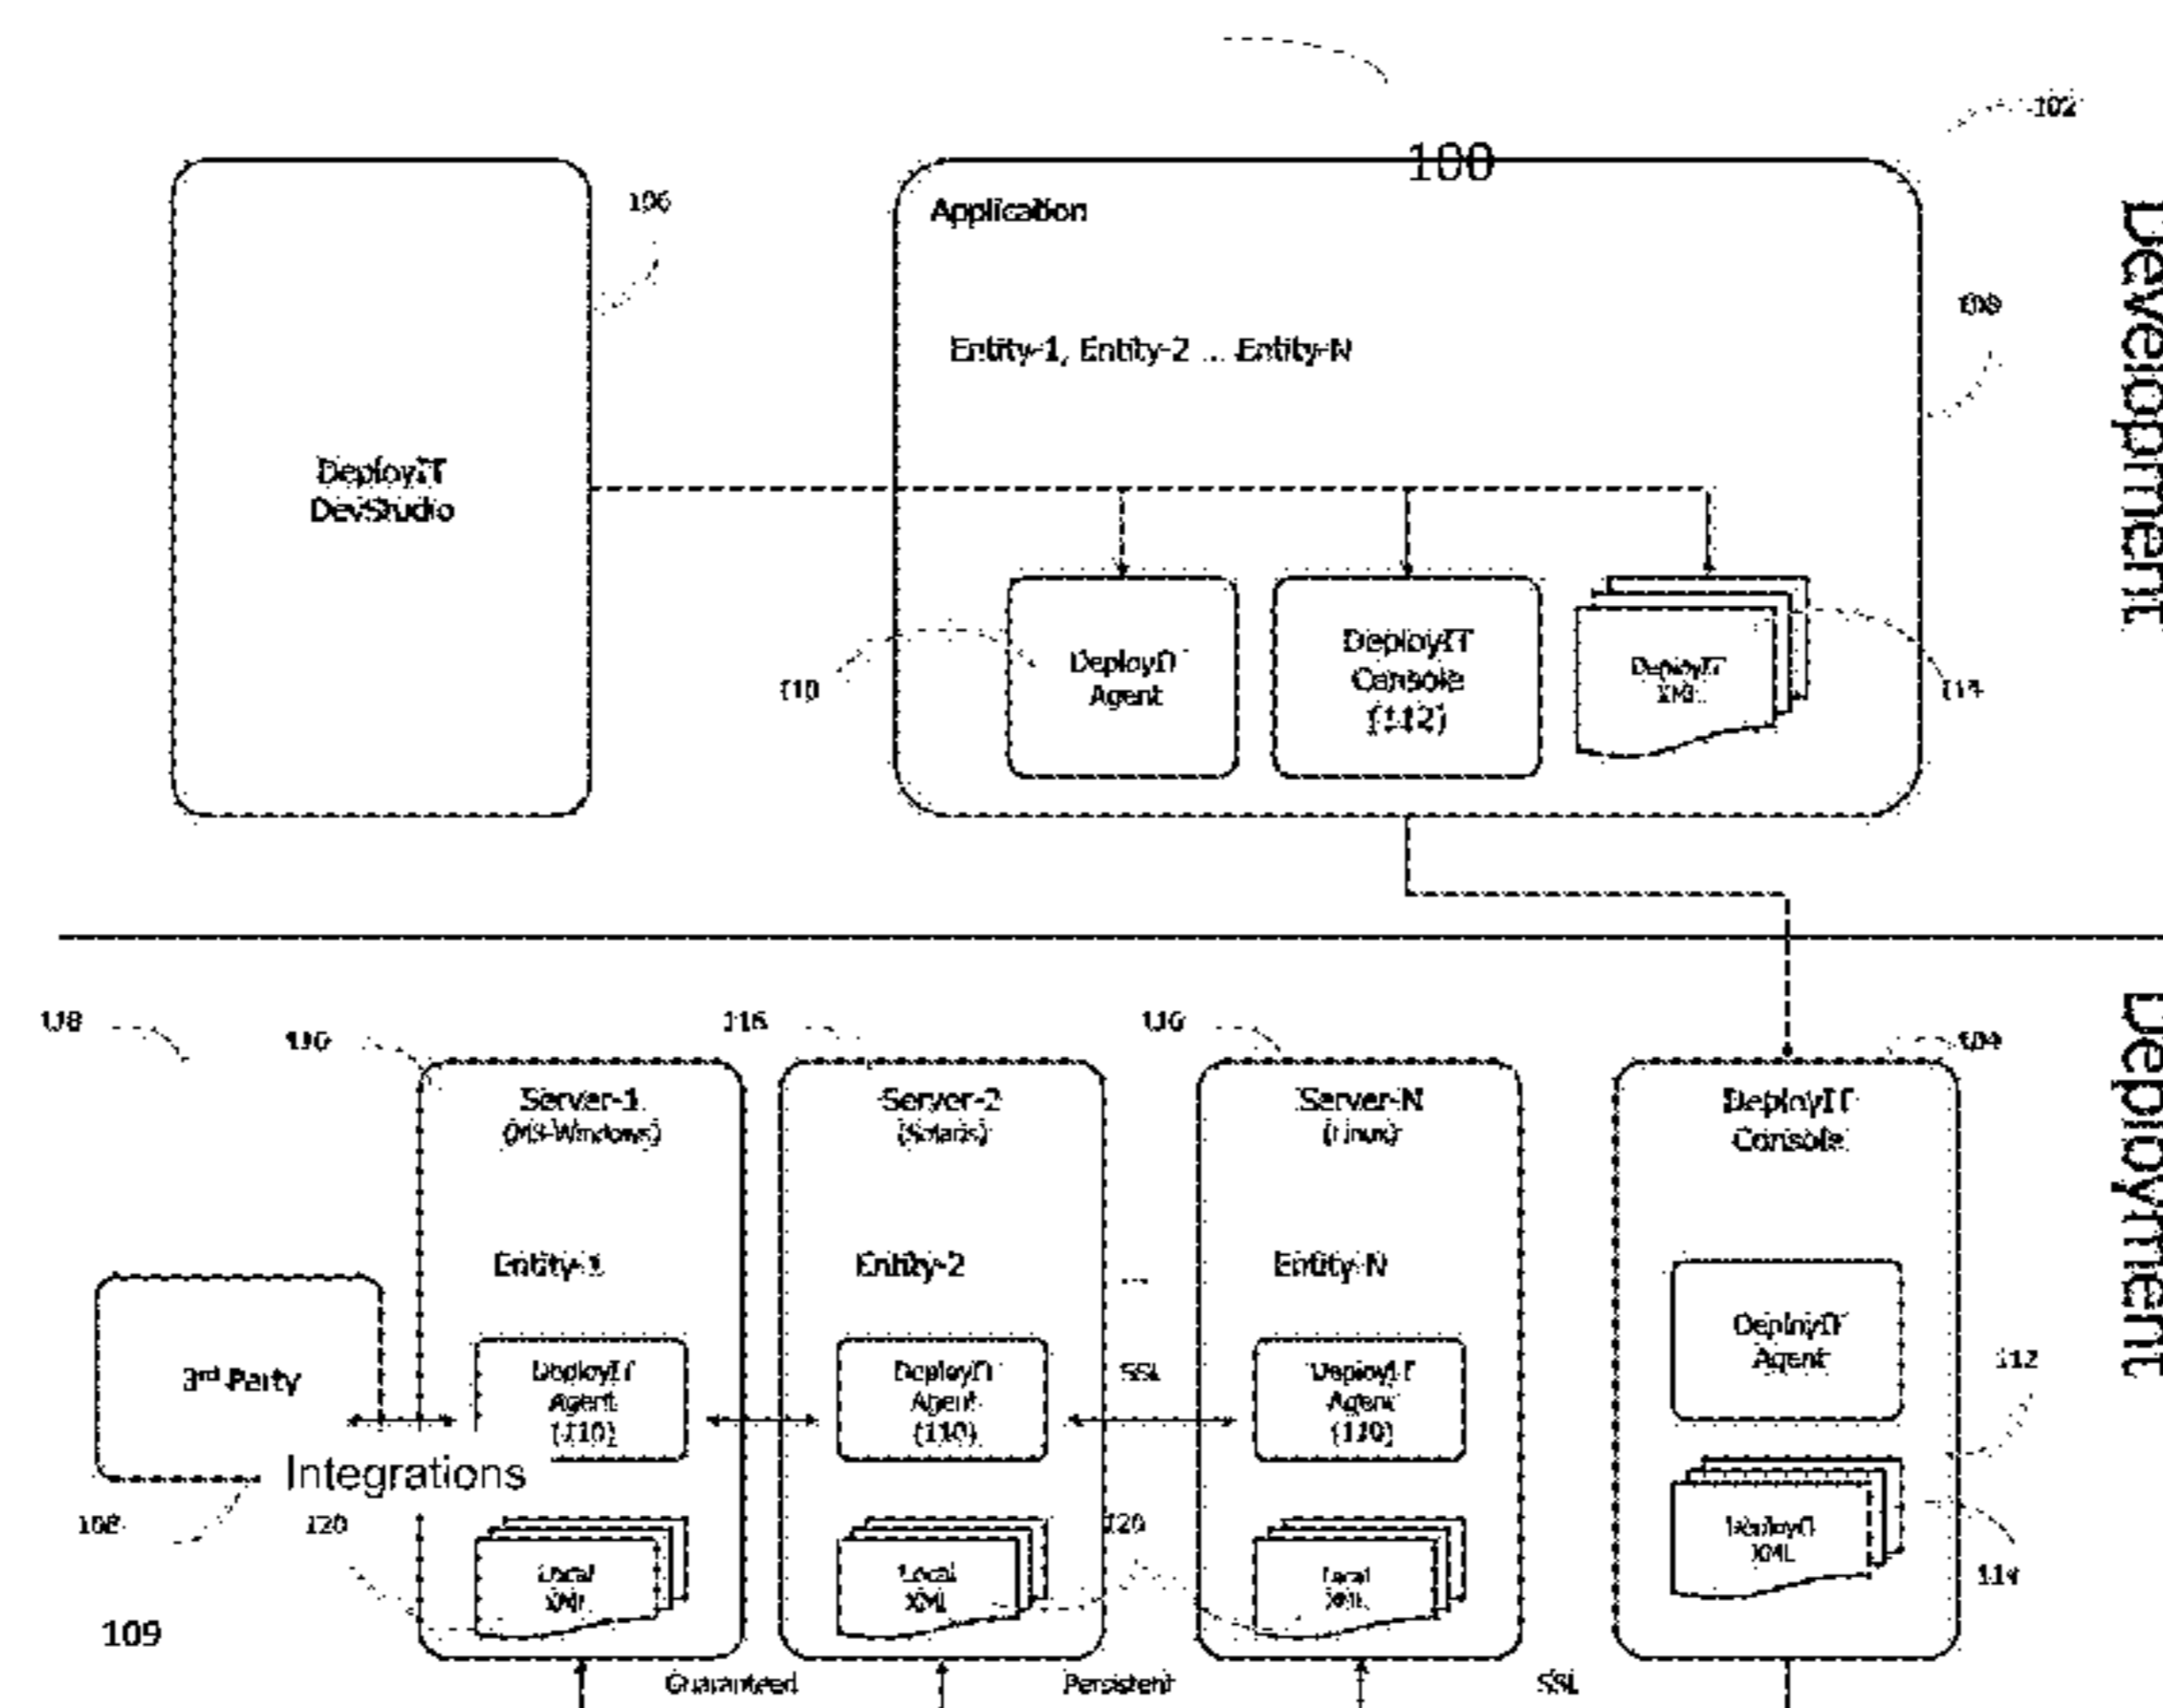 102
100
106
Application
108
Entity-1, Entity-2 ... Entity-N
Development
DeployIT
DevStudio
110
DeployIT
Agent
DeployIT
Console
(112)
DeployIT
XML
114
118
116
116
116
104
Deployment
Server-1
(MS-Windows)
Server-2
(Solaris)
Server-N
(Linux)
DeployIT
Console
Entity-1
Entity-2
...
Entity-N
3rd Party
DeployIT
Agent
(110)
DeployIT
Agent
(110)
SSL
DeployIT
Agent
(110)
DeployIT
Agent
112
Integrations
120
120
Local
XML
Local
XML
Local
XML
DeployIT
XML
114
109
Guaranteed
Persistent
SSL